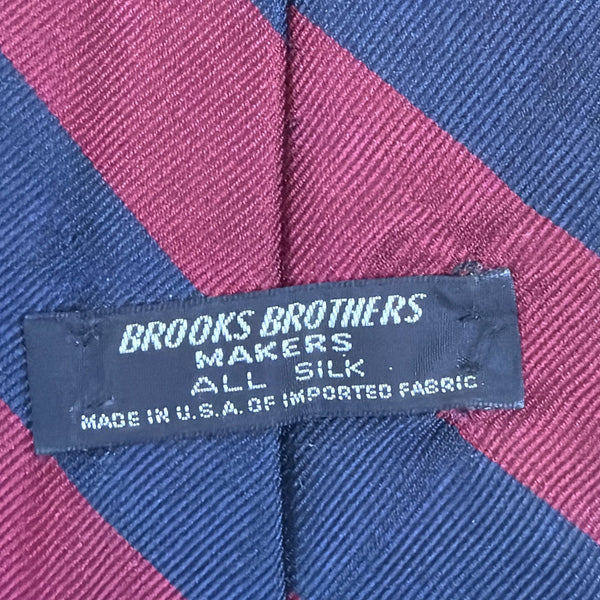 BROOKS BROTHERS
MAKERS
ALL SILK
MADE IN U.S.A. OF IMPORTED FABRIC